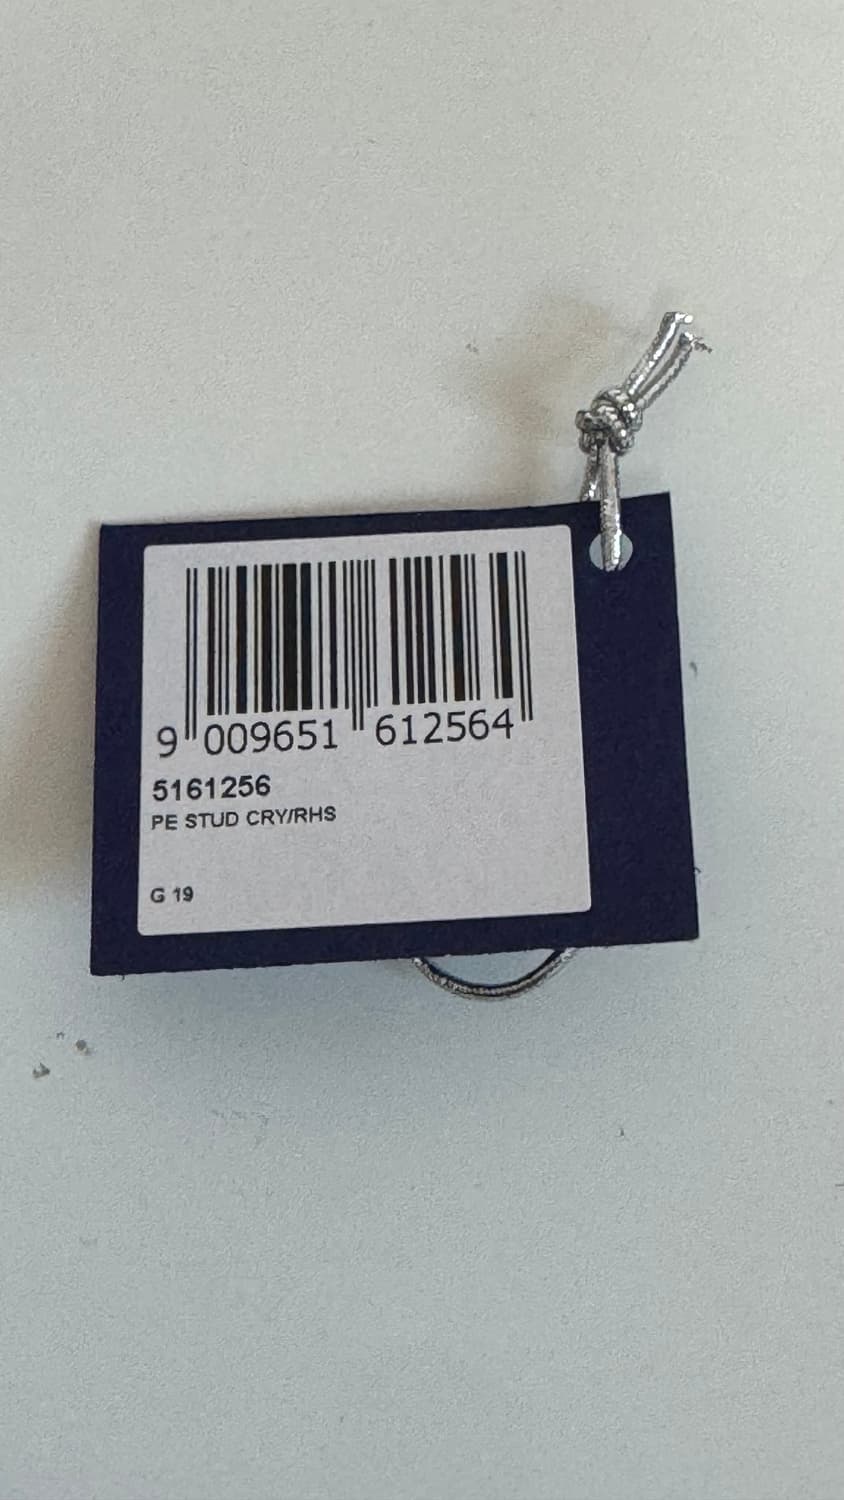 9 009651 612564
5161256
PE STUD CRY/RHS
G 19